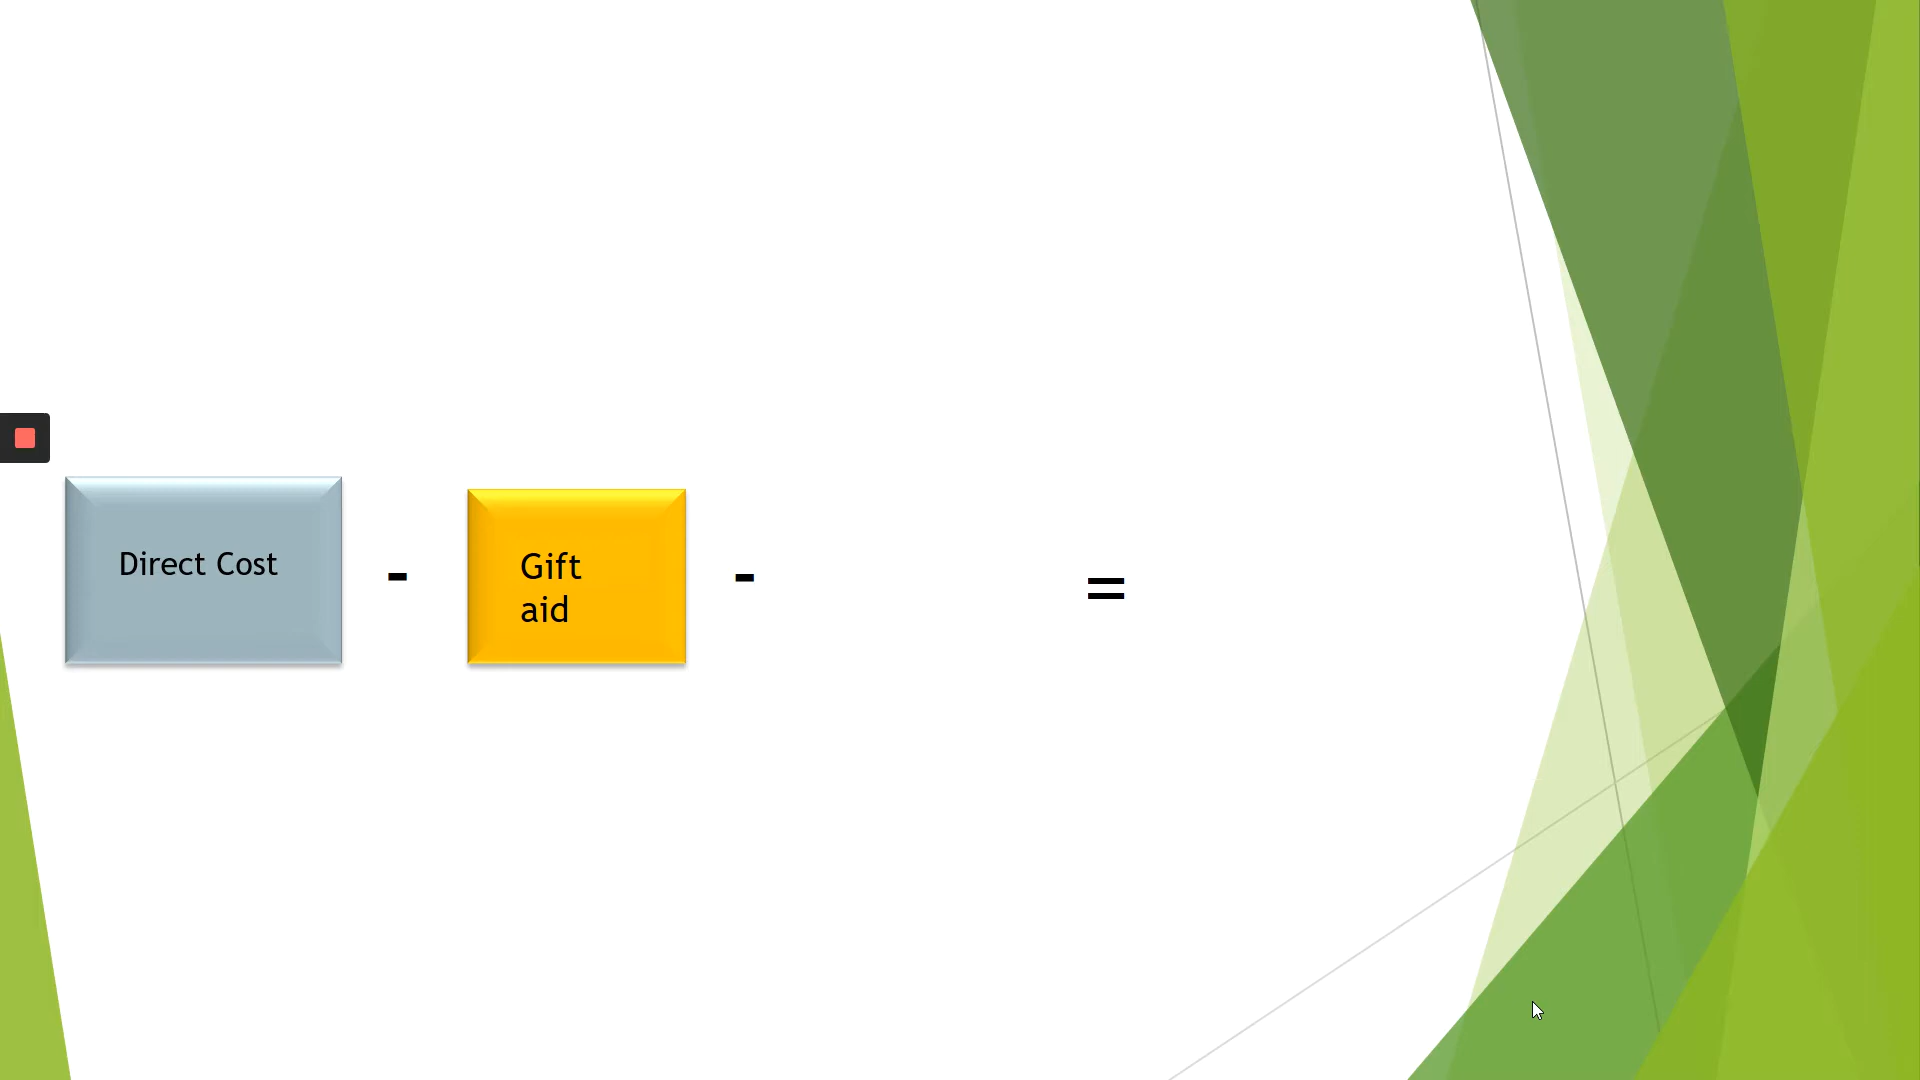 Direct Cost
-
Gift
aid
-
=